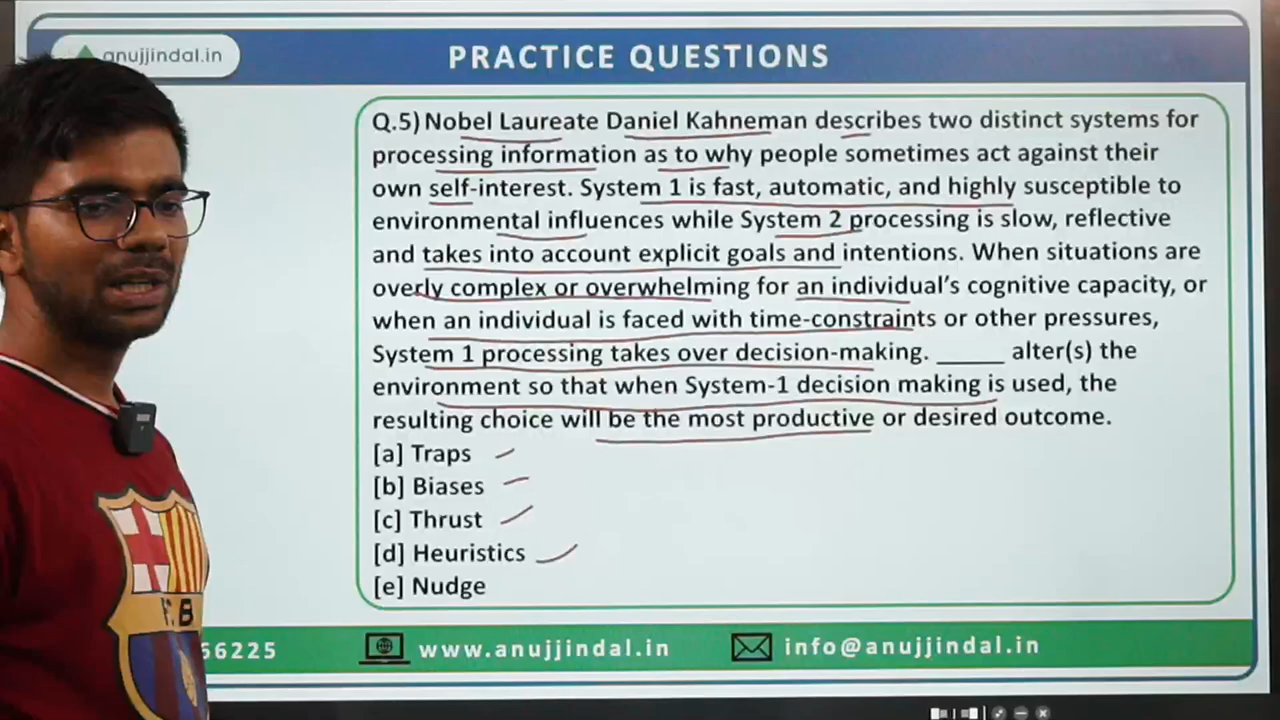 anujjindal.in
PRACTICE QUESTIONS
Q.5) Nobel Laureate Daniel Kahneman describes two distinct systems for
processing information as to why people sometimes act against their
own self-interest. System 1 is fast, automatic, and highly susceptible to
environmental influences while System 2 processing is slow, reflective
and takes into account explicit goals and intentions. When situations are
overly complex or overwhelming for an individual's cognitive capacity, or
when an individual is faced with time-constraints or other pressures,
System 1 processing takes over decision-making. _____ alter(s) the
environment so that when System-1 decision making is used, the
resulting choice will be the most productive or desired outcome.
[a] Traps
[b] Biases
[c] Thrust
[d] Heuristics
[e] Nudge
66225 www.anujjindal.in info@anujjindal.in